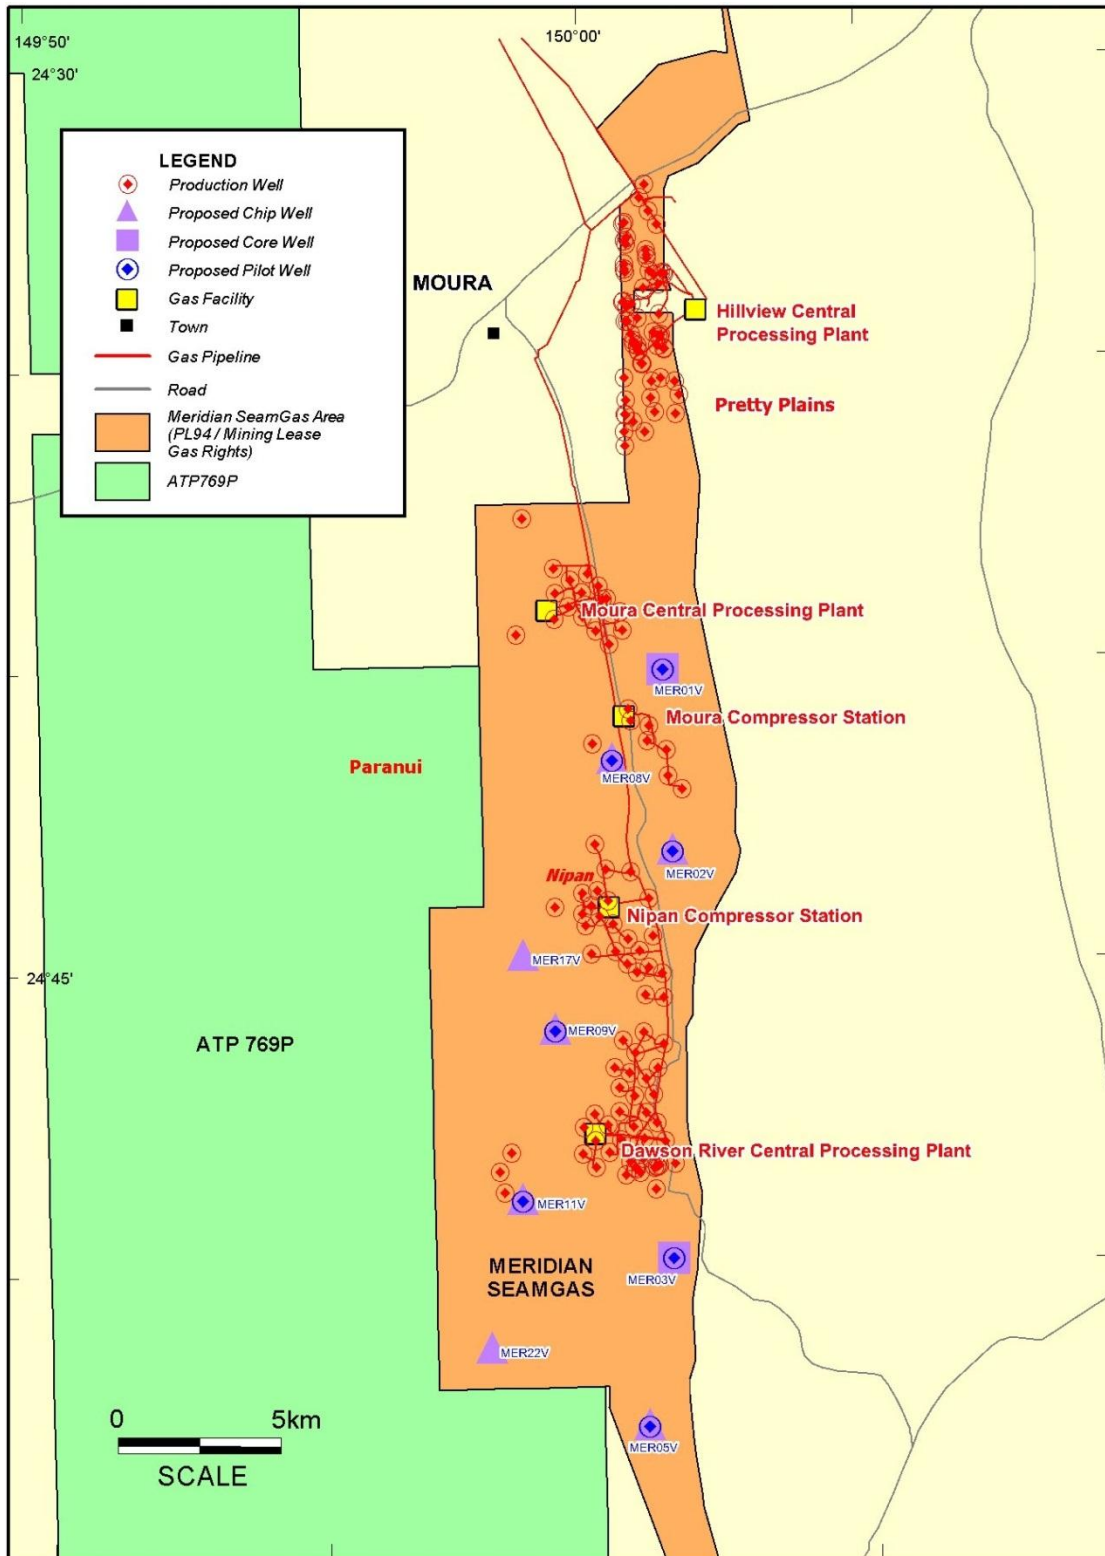 149°50'
150°00'
24°30'
LEGEND
Production Well
Proposed Chip Well
Proposed Core Well
Proposed Pilot Well
Gas Facility
Town
Gas Pipeline
Road
Meridian SeamGas Area
(PL94 / Mining Lease
Gas Rights)
ATP769P
MOURA
Hillview Central
Processing Plant
Pretty Plains
Moura Central Processing Plant
MER01V
Moura Compressor Station
Paranui
MER08V
MER02V
Nipan
Nipan Compressor Station
MER17V
24°45'
MER09V
ATP 769P
Dawson River Central Processing Plant
MER11V
MERIDIAN
SEAMGAS
MER03V
MER22V
0 5km
SCALE
MER05V